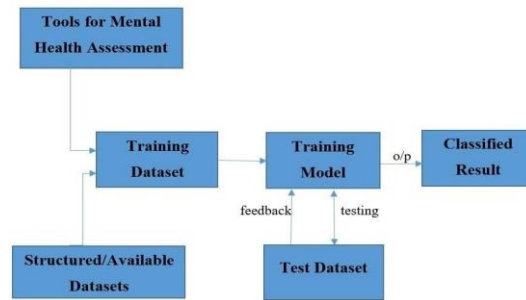 Tools for Mental
Health Assessment
Training
Dataset
Training
Model
o/p
Classified
Result
feedback
testing
Structured/Available
Datasets
Test Dataset